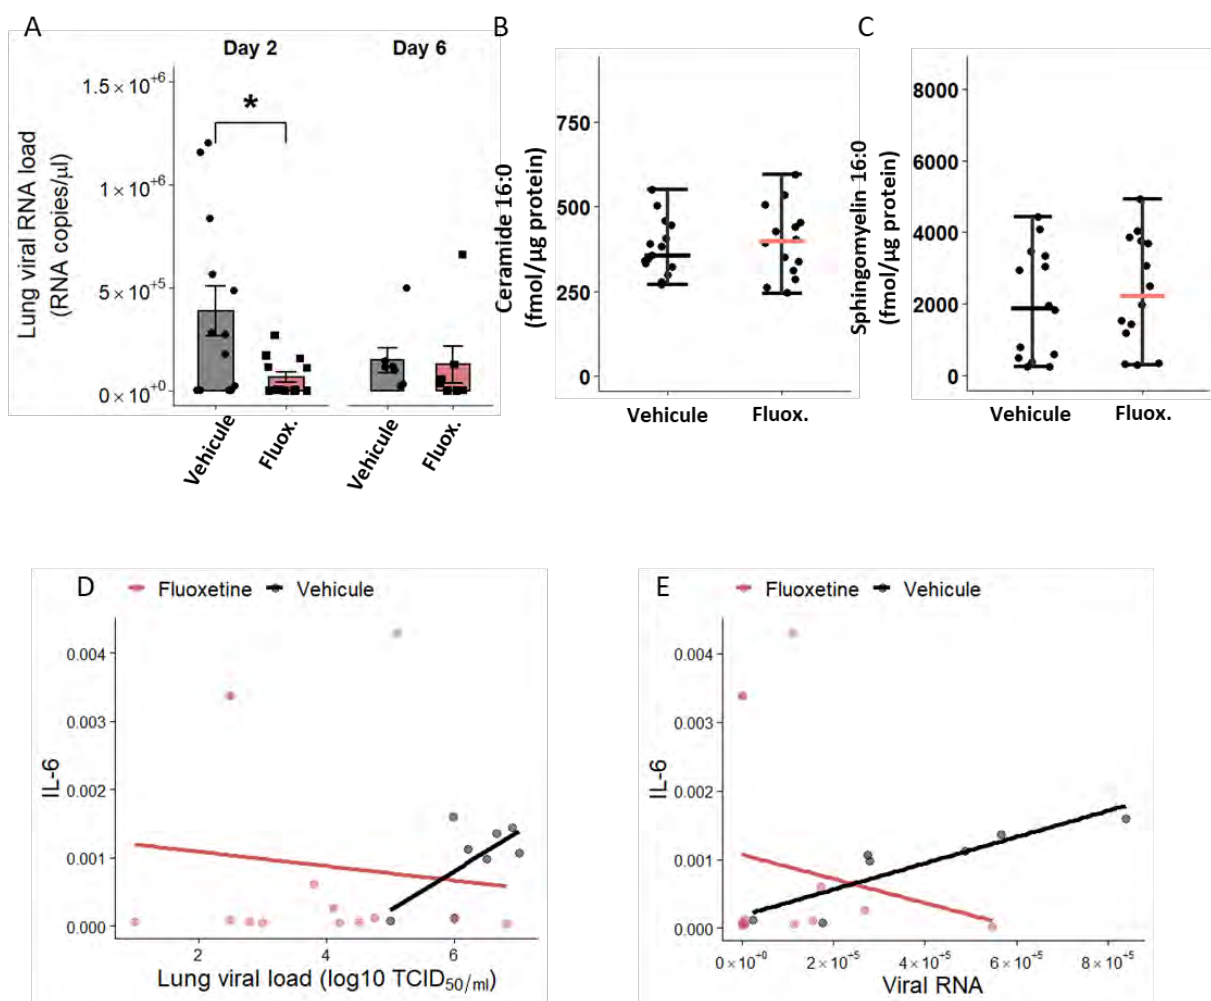 A
B
C
Day 2
Day 6
1.5 × 10⁺⁶
1 × 10⁺⁶
5 × 10⁺⁵
0 × 10⁺⁰
Lung viral RNA load
(RNA copies/µl)
*
Vehicule
Fluox.
Vehicule
Fluox.
750
500
250
0
Ceramide 16:0
(fmol/µg protein)
Vehicule
Fluox.
8000
6000
4000
2000
0
Sphingomyelin 16:0
(fmol/µg protein)
Vehicule
Fluox.
D
Fluoxetine
Vehicule
0.004
0.003
0.002
0.001
0.000
IL-6
2
4
6
Lung viral load (log10 TCID₅₀/ml)
E
Fluoxetine
Vehicule
0.004
0.003
0.002
0.001
0.000
IL-6
0 × 10⁺⁰
2 × 10⁺⁵
4 × 10⁺⁵
6 × 10⁺⁵
8 × 10⁺⁵
Viral RNA